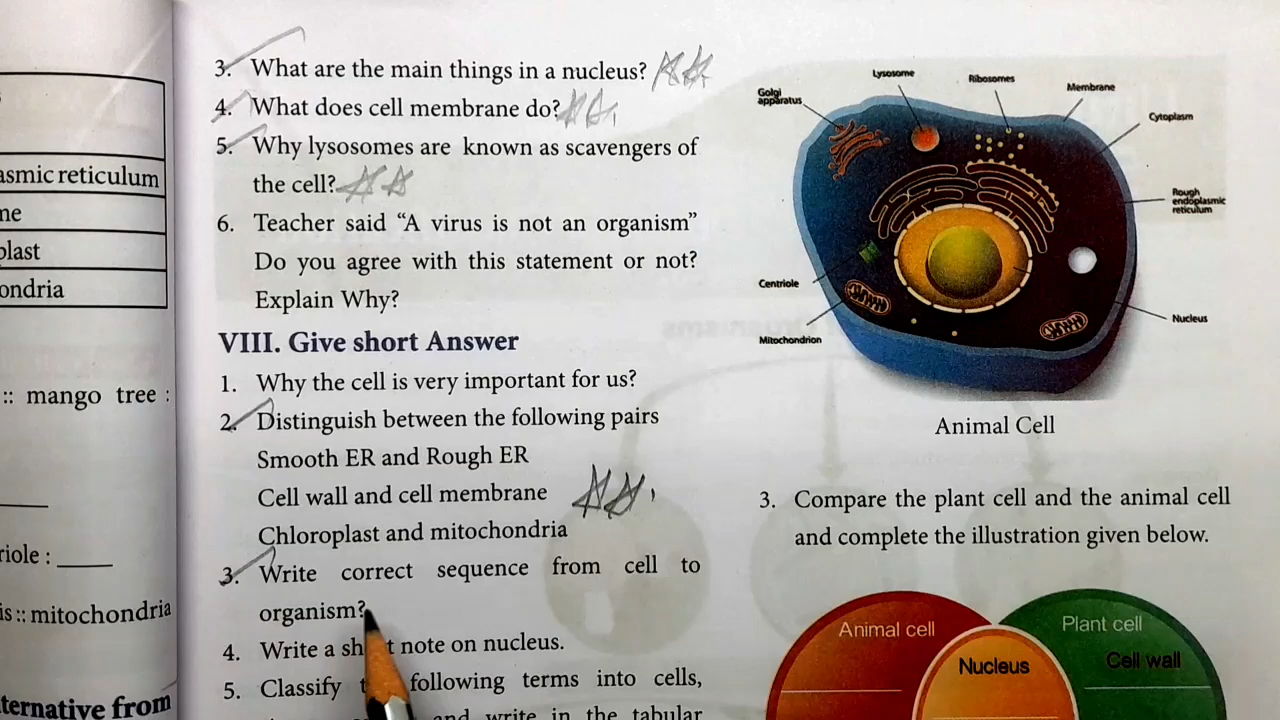 asmic reticulum
ne
plast
ondria
:: mango tree :
riole :
is :: mitochondria
ternative from
3. What are the main things in a nucleus?
4. What does cell membrane do?
5. Why lysosomes are known as scavengers of
the cell?
6. Teacher said “A virus is not an organism”
Do you agree with this statement or not?
Explain Why?
VIII. Give short Answer
1. Why the cell is very important for us?
2. Distinguish between the following pairs
Smooth ER and Rough ER
Cell wall and cell membrane
Chloroplast and mitochondria
3. Write correct sequence from cell to
organism?
4. Write a sh t note on nucleus.
5. Classify t following terms into cells,
and write in the tabular
Lysosome
Ribosomes
Membrane
Golgi
apparatus
Cytoplasm
Rough
endoplasmic
reticulum
Centriole
Nucleus
Mitochondrion
Animal Cell
3. Compare the plant cell and the animal cell
and complete the illustration given below.
Animal cell
Plant cell
Nucleus
Cell wall